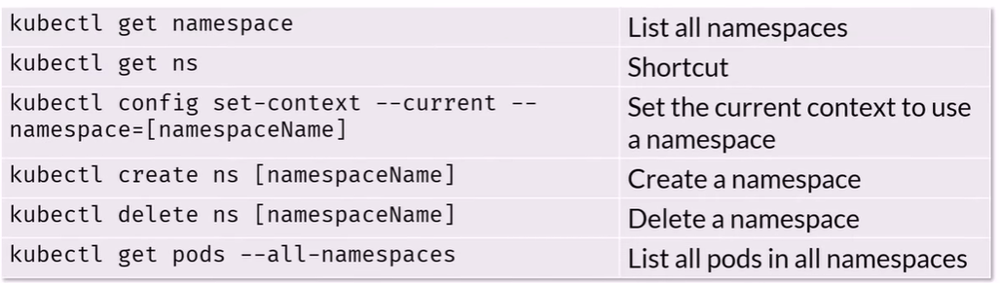 kubectl get namespace List all namespaces
kubectl get ns Shortcut
kubectl config set-context --current --
namespace=[namespaceName]
Set the current context to use
a namespace
kubectl create ns [namespaceName] Create a namespace
kubectl delete ns [namespaceName] Delete a namespace
kubectl get pods --all-namespaces List all pods in all namespaces